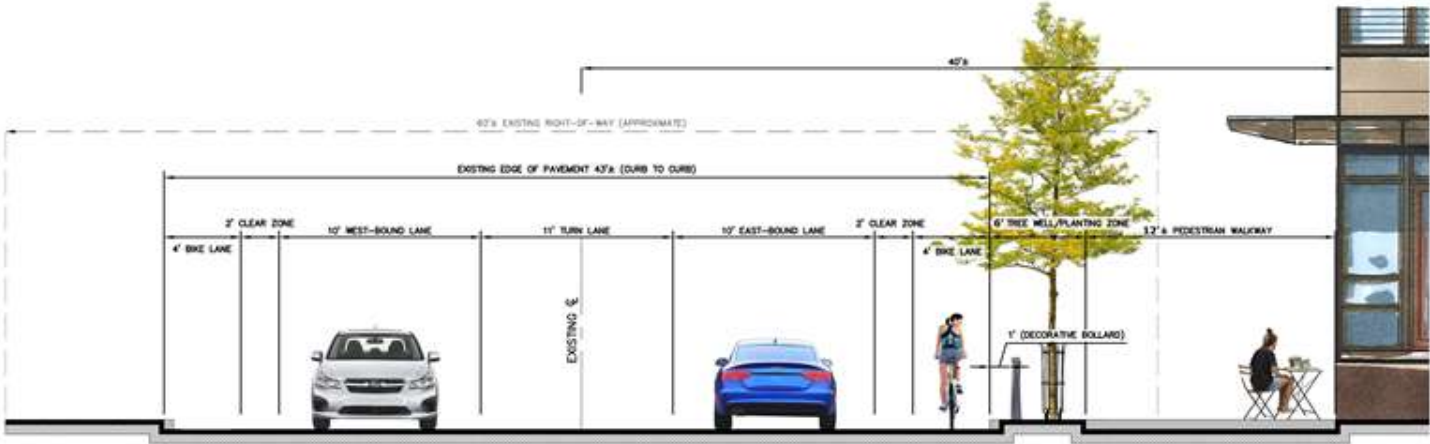 40'±
60'± EXISTING RIGHT-OF-WAY (APPROXIMATE)
EXISTING EDGE OF PAVEMENT 43'± (CURB TO CURB)
2' CLEAR ZONE
2' CLEAR ZONE
6' TREE WELL/PLANTING ZONE
10' WEST-BOUND LANE
11' TURN LANE
10' EAST-BOUND LANE
12'± PEDESTRIAN WALKWAY
4' BIKE LANE
4' BIKE LANE
EXISTING ℄
1' (DECORATIVE BOLLARD)